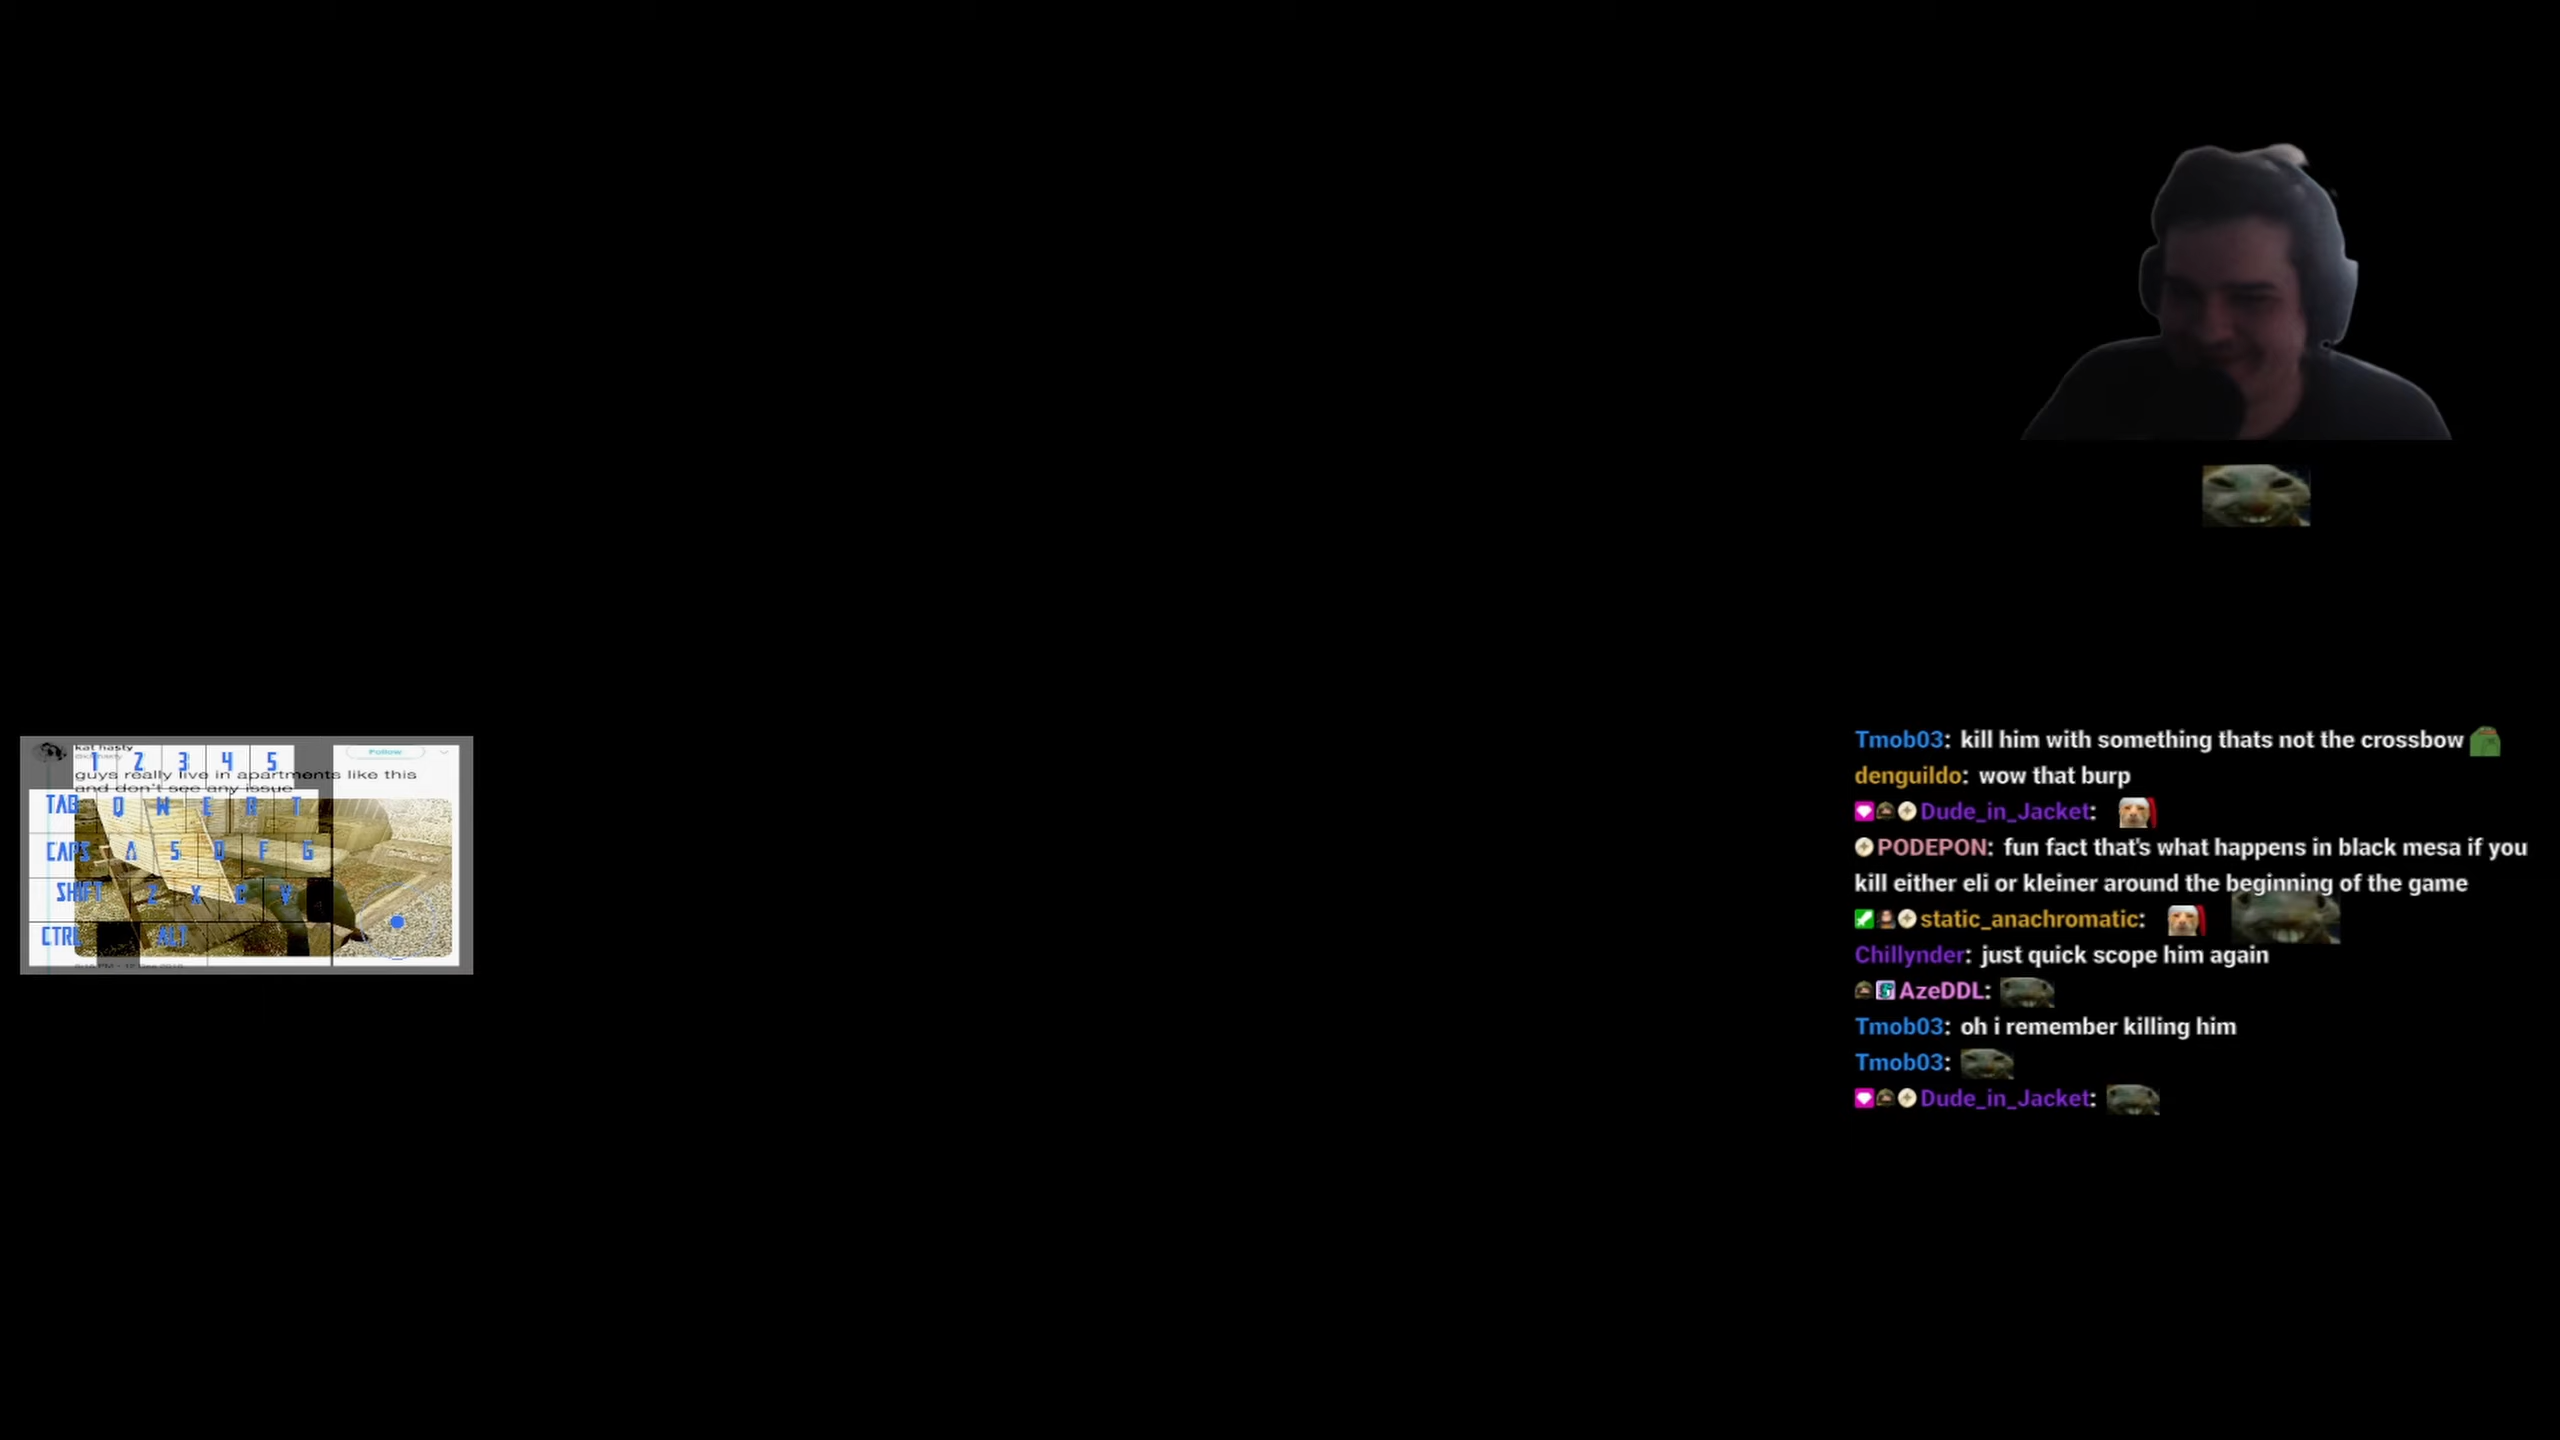 kat hasty
Follow
guys really live in apartments like this
and don't see any issue
1 2 3 4 5
TAB Q W E R T
CAPS A S D F G
SHIFT Z X C V
CTRL ALT
Tmob03: kill him with something thats not the crossbow
denguildo: wow that burp
Dude_in_Jacket:
PODEPON: fun fact that's what happens in black mesa if you
kill either eli or kleiner around the beginning of the game
static_anachromatic:
Chillynder: just quick scope him again
AzeDDL:
Tmob03: oh i remember killing him
Tmob03:
Dude_in_Jacket: